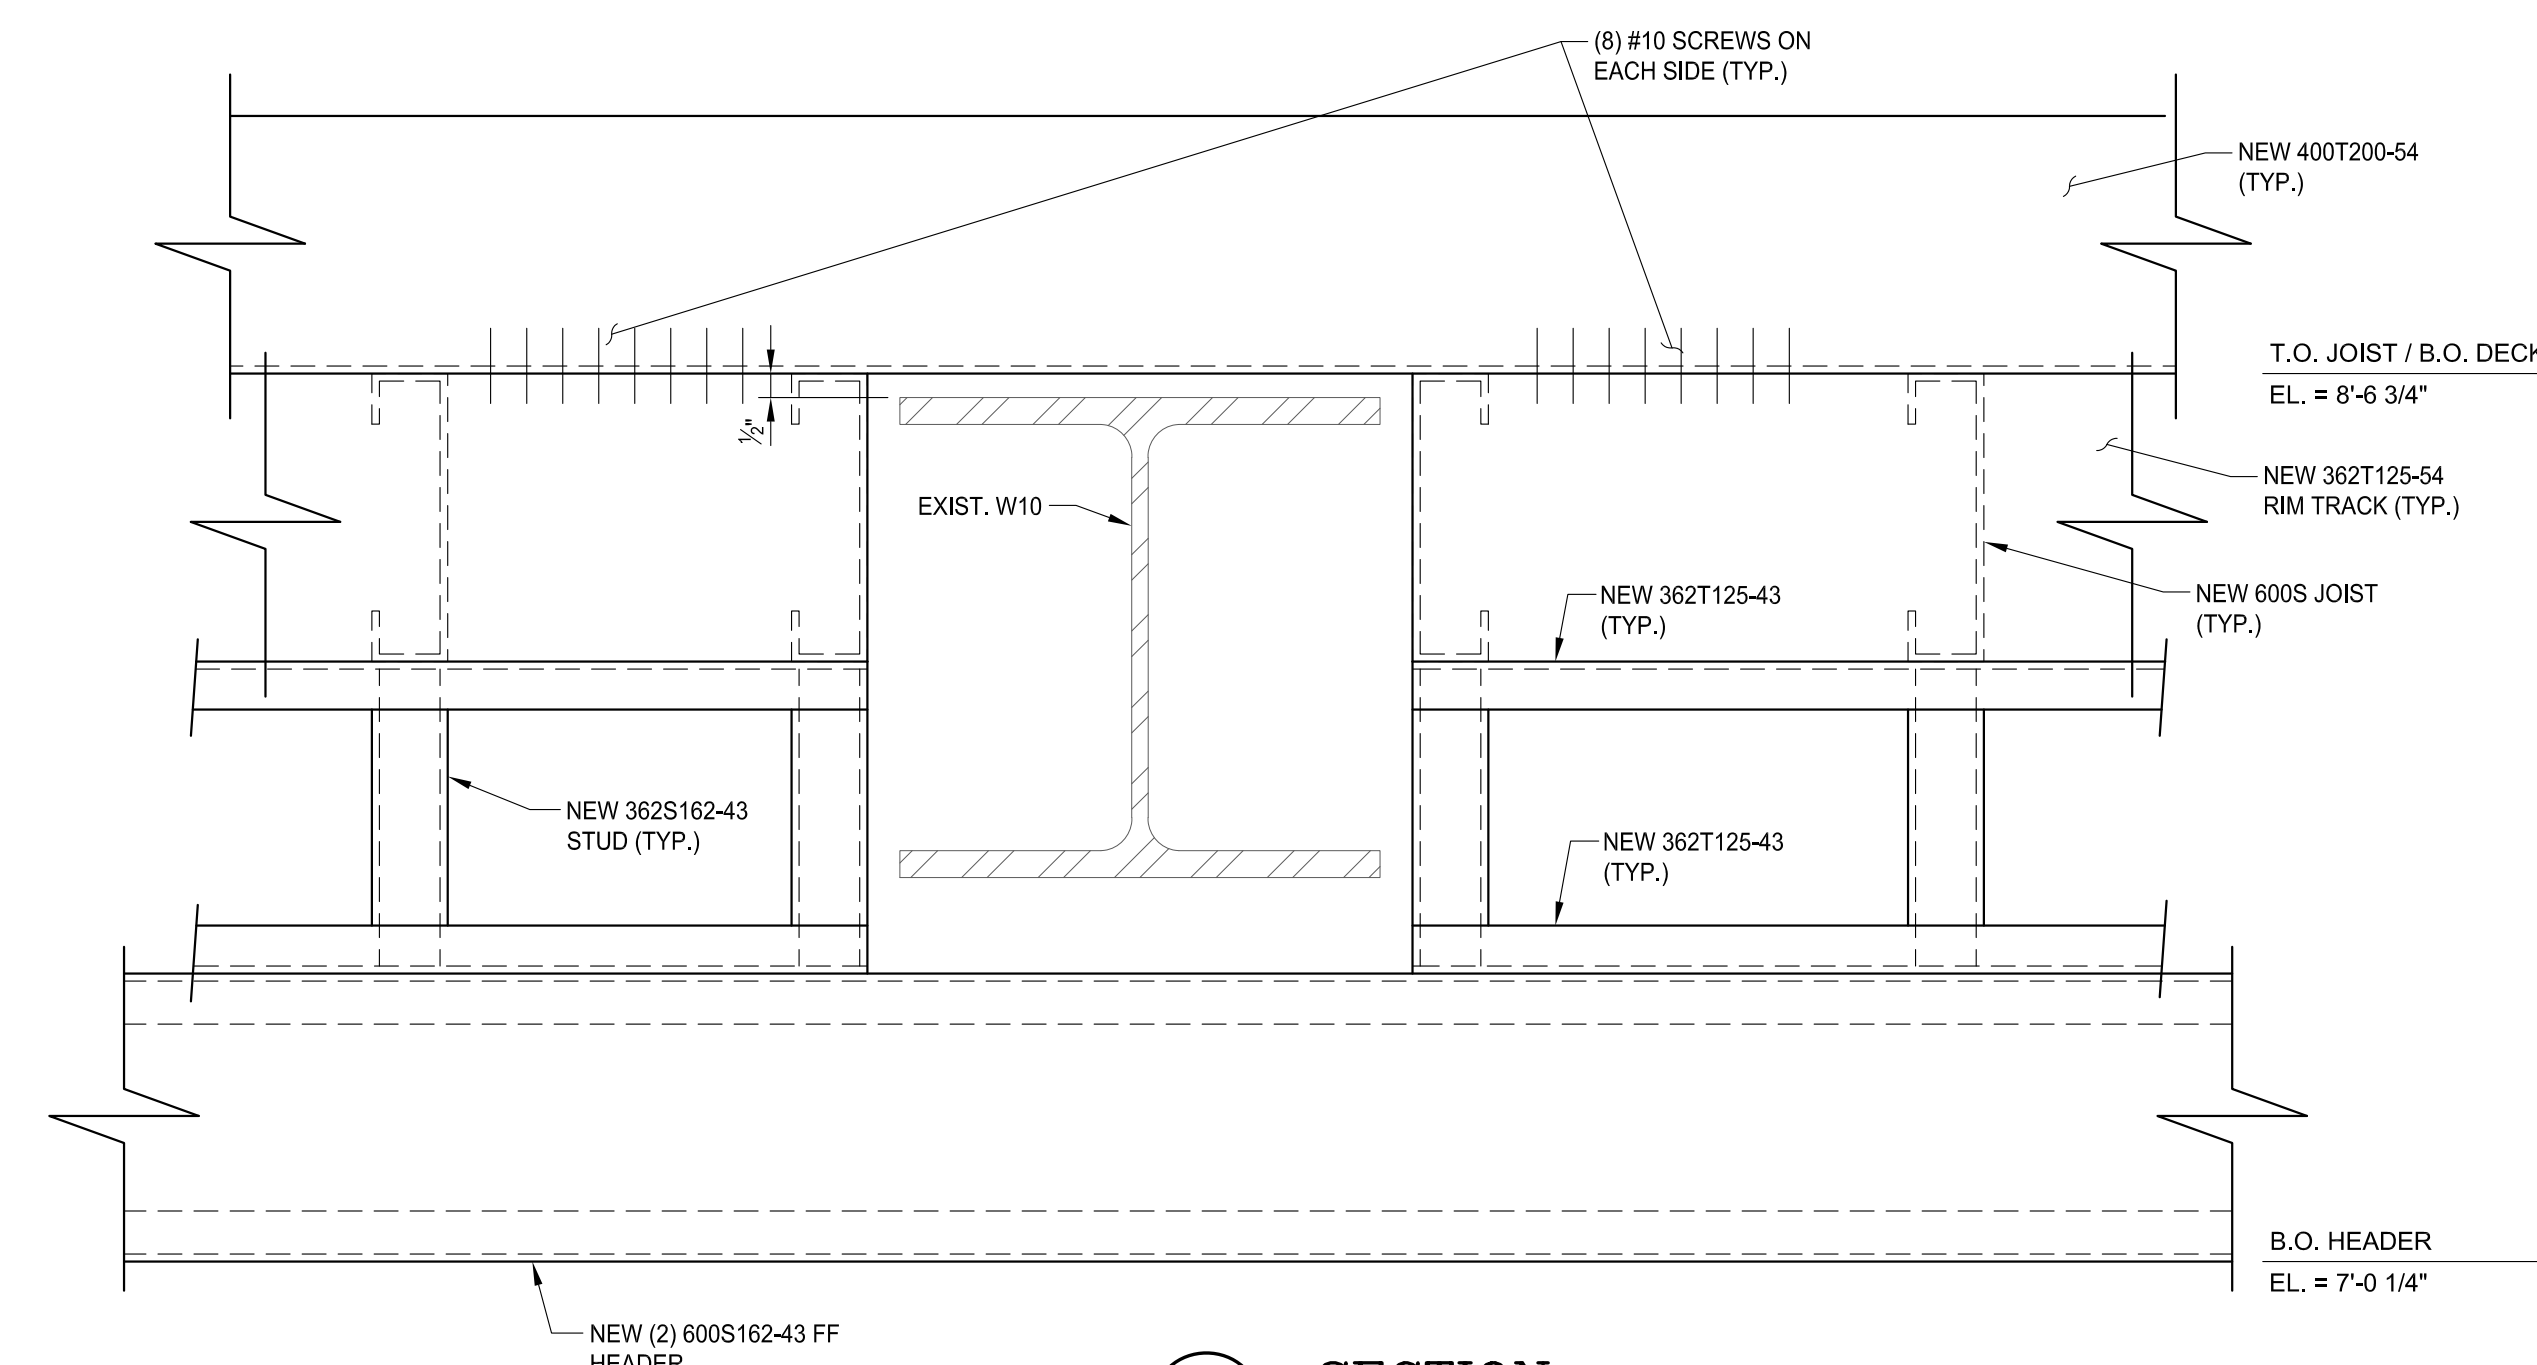 (8) #10 SCREWS ON
EACH SIDE (TYP.)
NEW 400T200-54
(TYP.)
T.O. JOIST / B.O. DECK
EL. = 8'-6 3/4"
½"
EXIST. W10
NEW 362T125-54
RIM TRACK (TYP.)
NEW 362T125-43
(TYP.)
NEW 600S JOIST
(TYP.)
NEW 362S162-43
STUD (TYP.)
NEW 362T125-43
(TYP.)
B.O. HEADER
EL. = 7'-0 1/4"
NEW (2) 600S162-43 FF
HEADER
SECTION